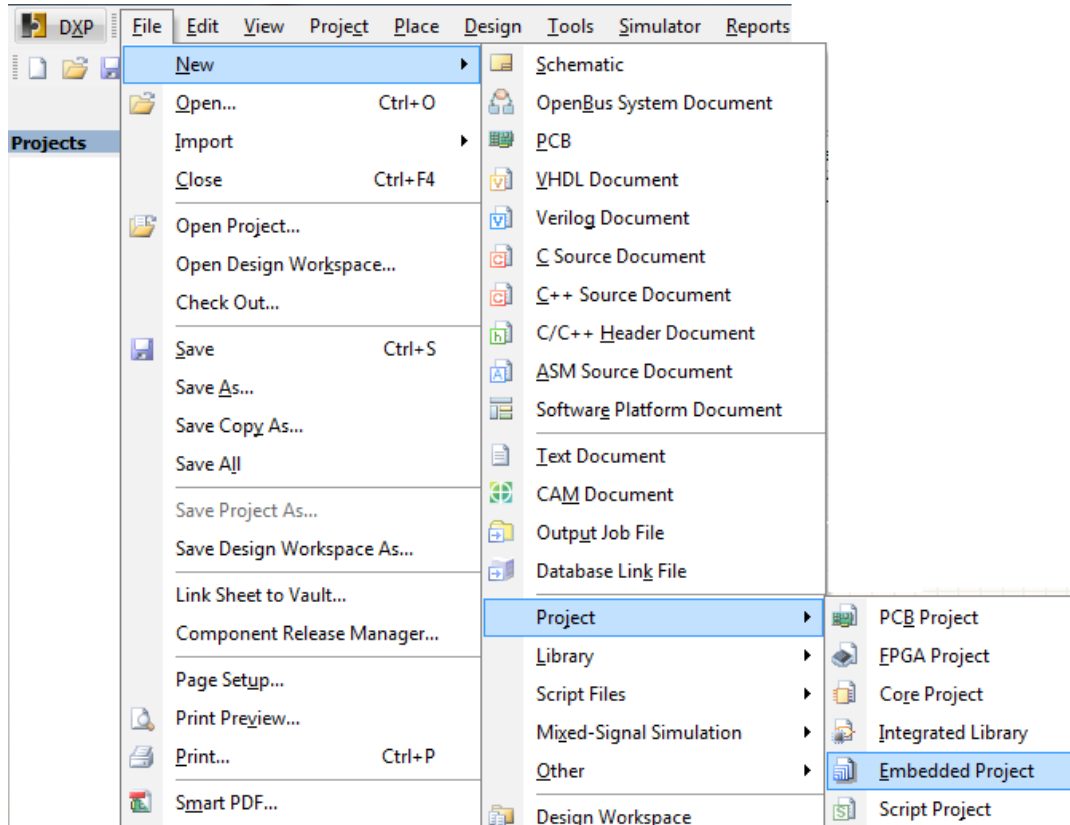 DXP File Edit View Project Place Design Tools Simulator Reports
Projects
New
Open... Ctrl+O
Import
Close Ctrl+F4
Open Project...
Open Design Workspace...
Check Out...
Save Ctrl+S
Save As...
Save Copy As...
Save All
Save Project As...
Save Design Workspace As...
Link Sheet to Vault...
Component Release Manager...
Page Setup...
Print Preview...
Print... Ctrl+P
Smart PDF...
Schematic
OpenBus System Document
PCB
VHDL Document
Verilog Document
C Source Document
C++ Source Document
C/C++ Header Document
ASM Source Document
Software Platform Document
Text Document
CAM Document
Output Job File
Database Link File
Project
Library
Script Files
Mixed-Signal Simulation
Other
Design Workspace
PCB Project
FPGA Project
Core Project
Integrated Library
Embedded Project
Script Project